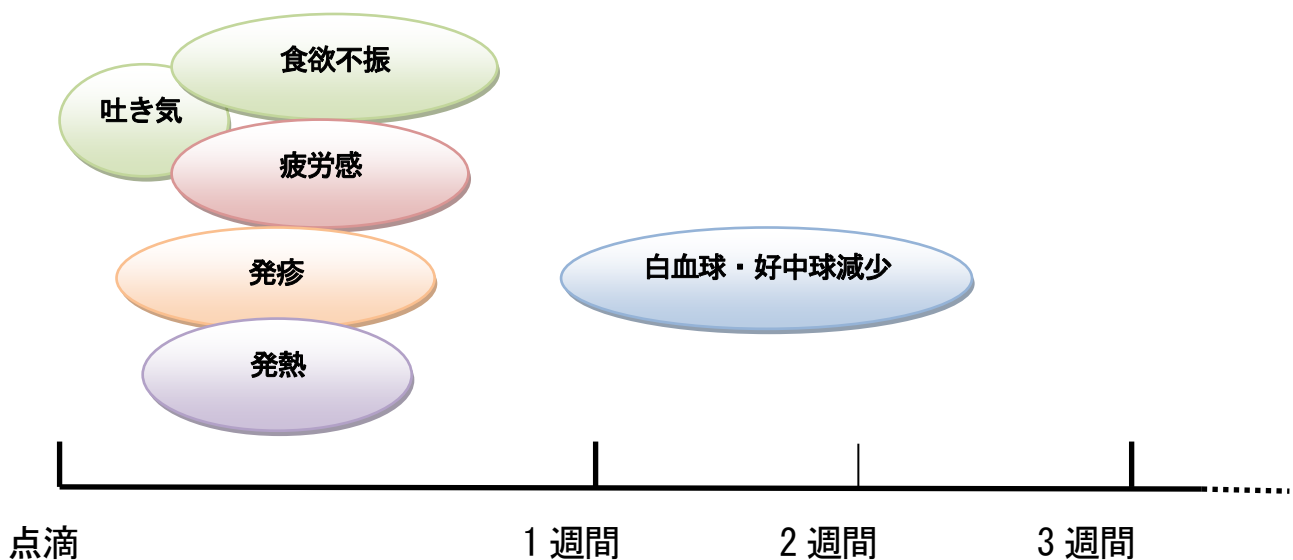 食欲不振
吐き気
疲労感
発疹
白血球・好中球減少
発熱
点滴
1 週間
2 週間
3 週間